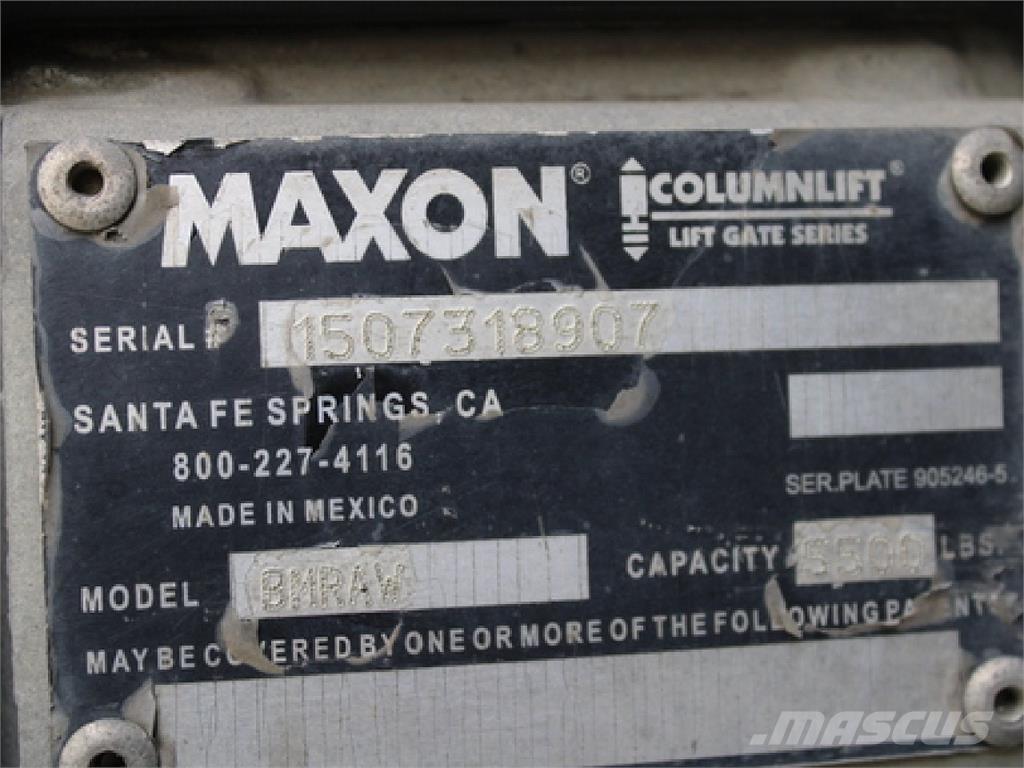 MAXON®
COLUMNLIFT®
LIFT GATE SERIES
SERIAL # 1507318907
SANTA FE SPRINGS, CA
800-227-4116
MADE IN MEXICO
SER.PLATE 905246-5
MODEL BMRAW
CAPACITY 5500 LBS.
MAY BE COVERED BY ONE OR MORE OF THE FOLLOWING PATENTS
MASCUS